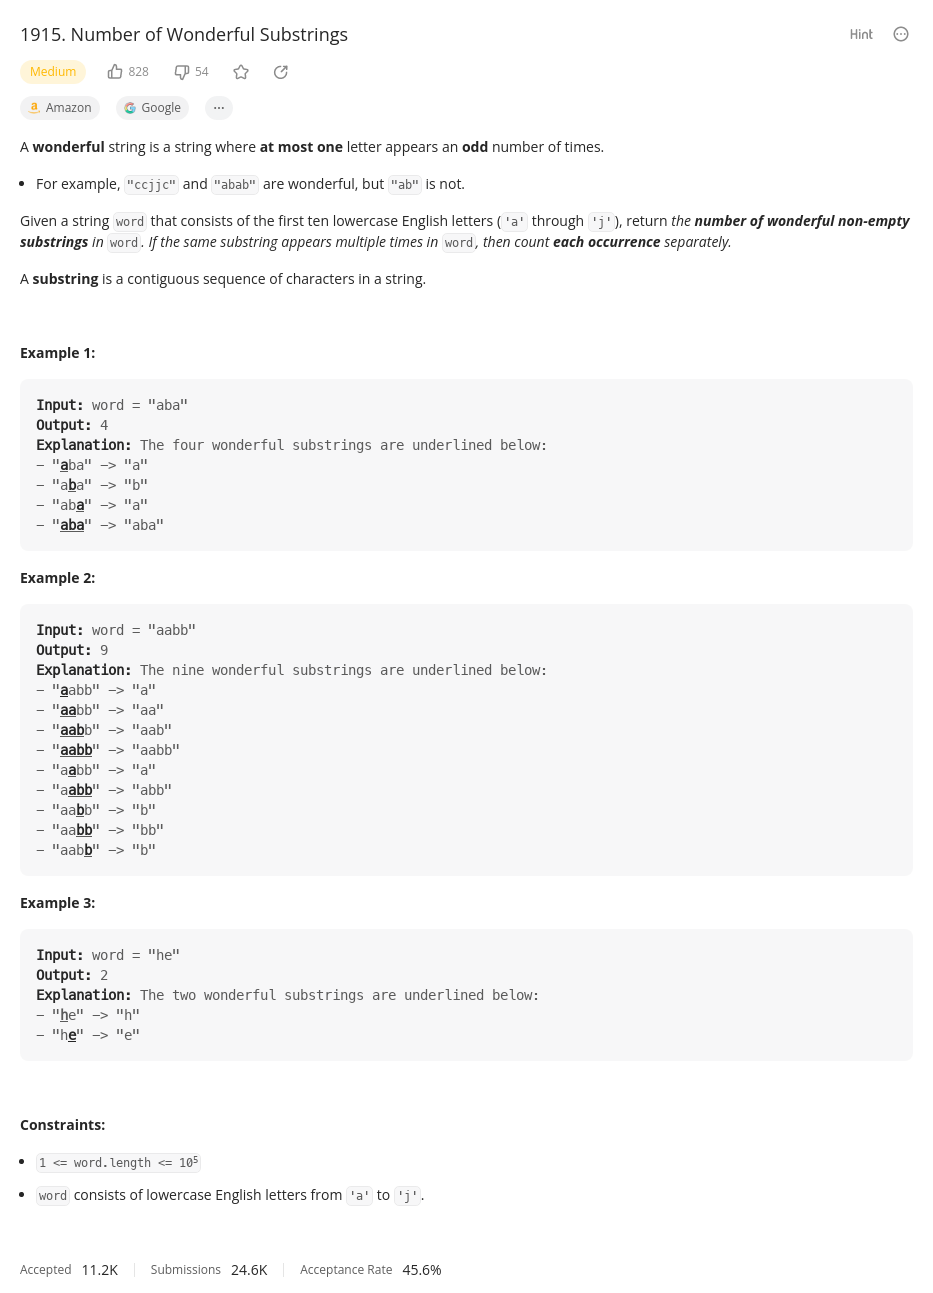 1915. Number of Wonderful Substrings
Hint
Medium
828
54
Amazon
Google
A wonderful string is a string where at most one letter appears an odd number of times.
• For example, "ccjjc" and "abab" are wonderful, but "ab" is not.
Given a string word that consists of the first ten lowercase English letters ('a' through 'j'), return the number of wonderful non-empty
substrings in word. If the same substring appears multiple times in word, then count each occurrence separately.
A substring is a contiguous sequence of characters in a string.
Example 1:
Input: word = "aba"
Output: 4
Explanation: The four wonderful substrings are underlined below:
- "aba" -> "a"
- "aba" -> "b"
- "aba" -> "a"
- "aba" -> "aba"
Example 2:
Input: word = "aabb"
Output: 9
Explanation: The nine wonderful substrings are underlined below:
- "aabb" -> "a"
- "aabb" -> "aa"
- "aabb" -> "aab"
- "aabb" -> "aabb"
- "aabb" -> "a"
- "aabb" -> "abb"
- "aabb" -> "b"
- "aabb" -> "bb"
- "aabb" -> "b"
Example 3:
Input: word = "he"
Output: 2
Explanation: The two wonderful substrings are underlined below:
- "he" -> "h"
- "he" -> "e"
Constraints:
• 1 <= word.length <= 10⁵
• word consists of lowercase English letters from 'a' to 'j'.
Accepted 11.2K Submissions 24.6K Acceptance Rate 45.6%